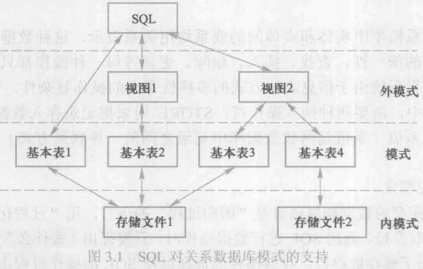 SQL
视图1
视图2
外模式
基本表1
基本表2
基本表3
基本表4
模式
存储文件1
存储文件2
内模式
图 3.1 SQL 对关系数据库模式的支持